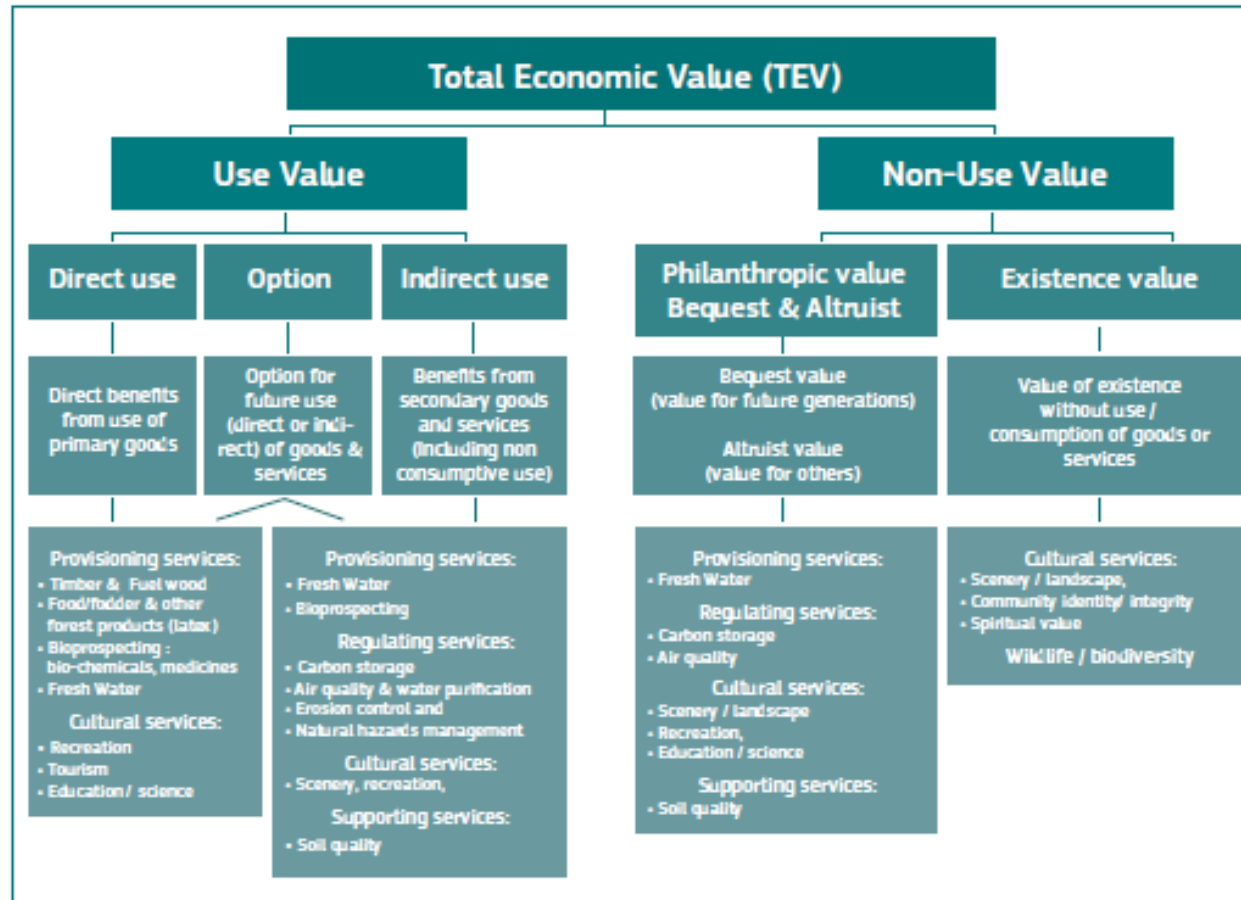 Total Economic Value (TEV)
Use Value
Non-Use Value
Direct use
Option
Indirect use
Philanthropic value
Bequest & Altruist
Existence value
Direct benefits
from use of
primary goods
Option for
future use
(direct or indi-
rect) of goods &
services
Benefits from
secondary goods
and services
(including non
consumptive use)
Bequest value
(value for future generations)
Altruist value
(value for others)
Value of existence
without use /
consumption of goods or
services
Provisioning services:
• Timber & Fuel wood
• Food/fodder & other
forest products (latex)
• Bioprospecting :
bio-chemicals, medicines
• Fresh Water
Cultural services:
• Recreation
• Tourism
• Education / science
Provisioning services:
• Fresh Water
• Bioprospecting
Regulating services:
• Carbon storage
• Air quality & water purification
• Erosion control and
• Natural hazards management
Cultural services:
• Scenery, recreation,
Supporting services:
• Soil quality
Provisioning services:
• Fresh Water
Regulating services:
• Carbon storage
• Air quality
Cultural services:
• Scenery / landscape
• Recreation,
• Education / science
Supporting services:
• Soil quality
Cultural services:
• Scenery / landscape,
• Community identity/ integrity
• Spiritual value
Wildlife / biodiversity